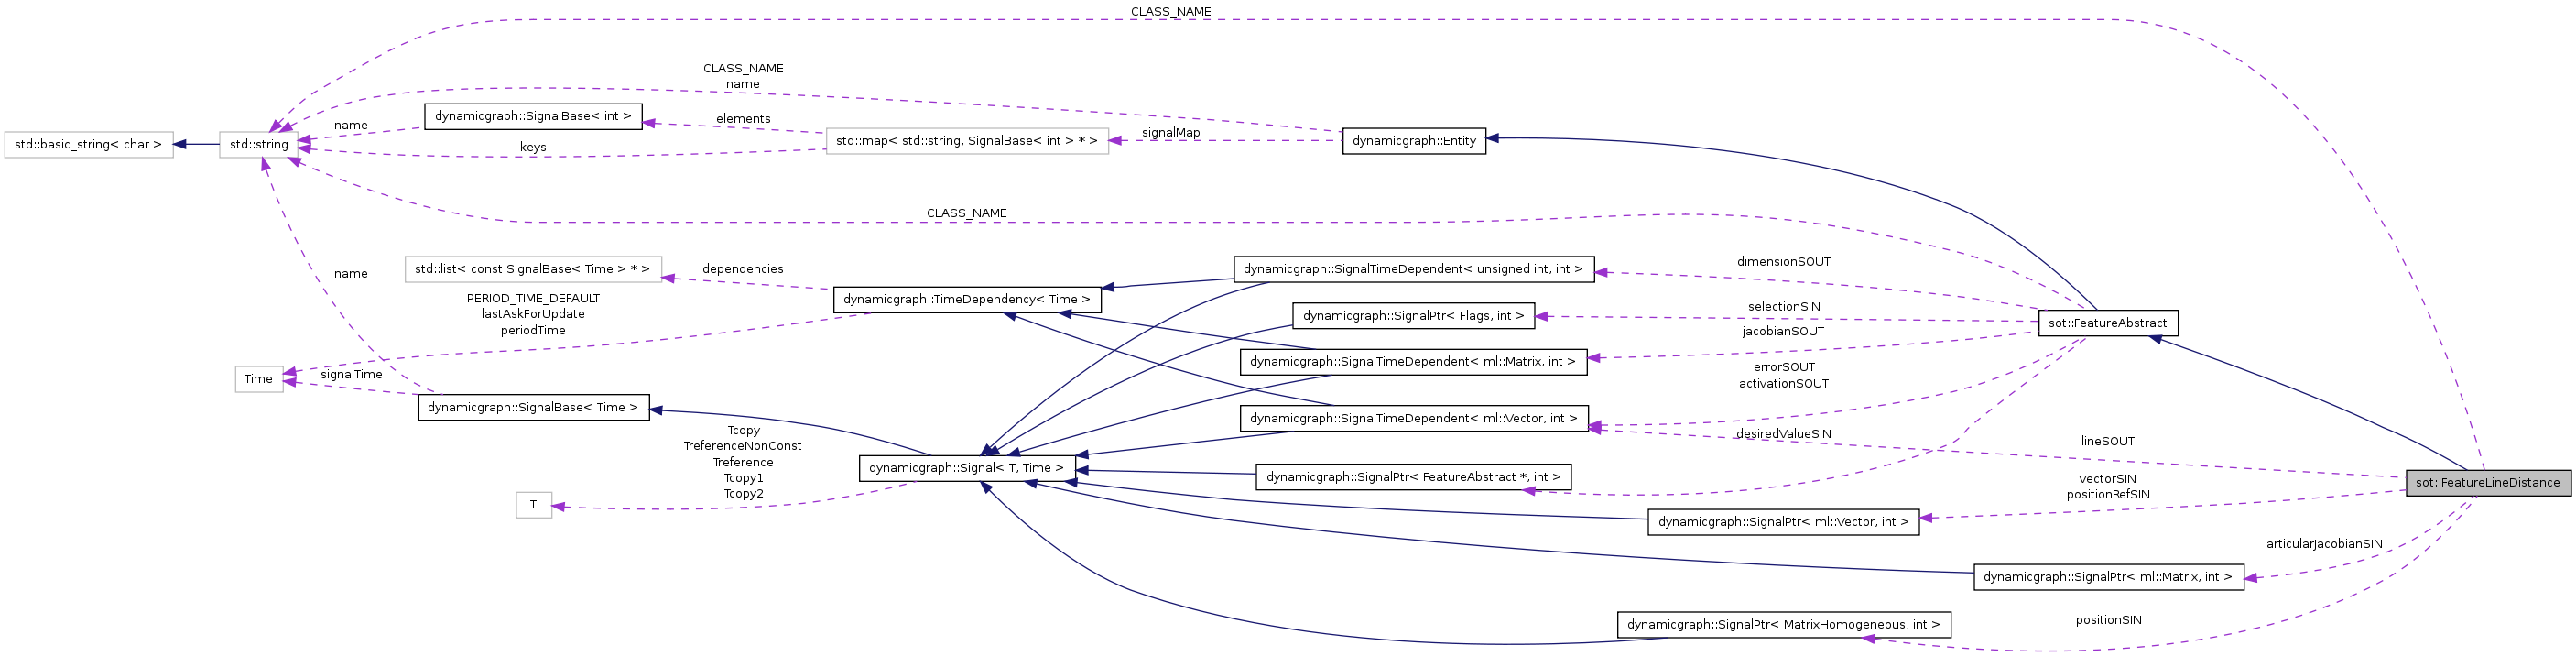 CLASS_NAME
CLASS_NAME
name
dynamicgraph::SignalBase< int >
elements
name
signalMap
std::basic_string< char >
std::string
keys
std::map< std::string, SignalBase< int > * >
dynamicgraph::Entity
CLASS_NAME
dimensionSOUT
std::list< const SignalBase< Time > * >
dependencies
dynamicgraph::SignalTimeDependent< unsigned int, int >
name
PERIOD_TIME_DEFAULT
lastAskForUpdate
periodTime
dynamicgraph::TimeDependency< Time >
selectionSIN
dynamicgraph::SignalPtr< Flags, int >
sot::FeatureAbstract
jacobianSOUT
dynamicgraph::SignalTimeDependent< ml::Matrix, int >
Time
signalTime
errorSOUT
activationSOUT
dynamicgraph::SignalBase< Time >
dynamicgraph::SignalTimeDependent< ml::Vector, int >
desiredValueSIN
lineSOUT
Tcopy
TreferenceNonConst
Treference
Tcopy1
Tcopy2
dynamicgraph::Signal< T, Time >
dynamicgraph::SignalPtr< FeatureAbstract *, int >
sot::FeatureLineDistance
vectorSIN
positionRefSIN
T
dynamicgraph::SignalPtr< ml::Vector, int >
articularJacobianSIN
dynamicgraph::SignalPtr< ml::Matrix, int >
dynamicgraph::SignalPtr< MatrixHomogeneous, int >
positionSIN